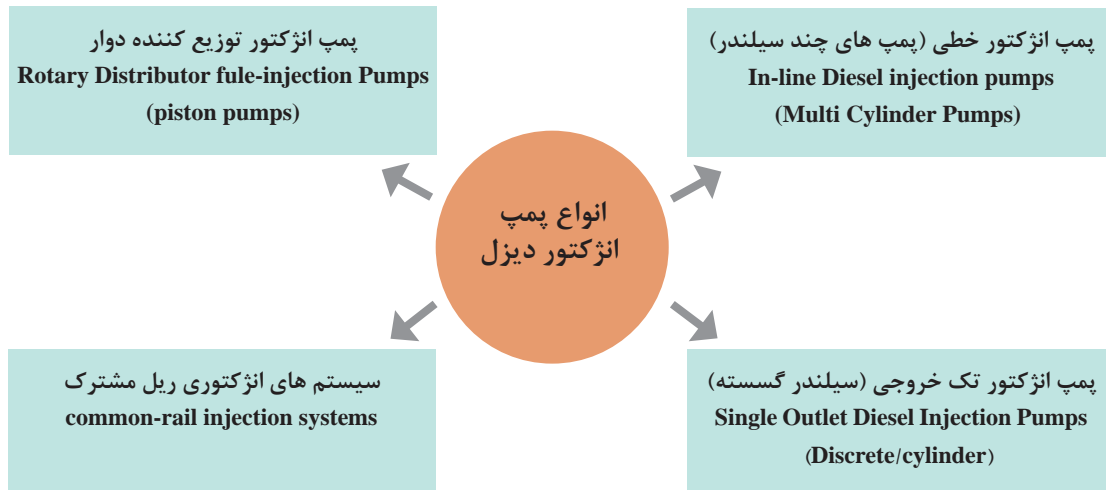 پمپ انژکتور خطی (پمپ های چند سیلندر)
In-line Diesel injection pumps
(Multi Cylinder Pumps)
پمپ انژکتور توزیع کننده دوار
Rotary Distributor fule-injection Pumps
(piston pumps)
انواع پمپ
انژکتور دیزل
پمپ انژکتور تک خروجی (سیلندر گسسته)
Single Outlet Diesel Injection Pumps
(Discrete/cylinder)
سیستم های انژکتوری ریل مشترک
common-rail injection systems